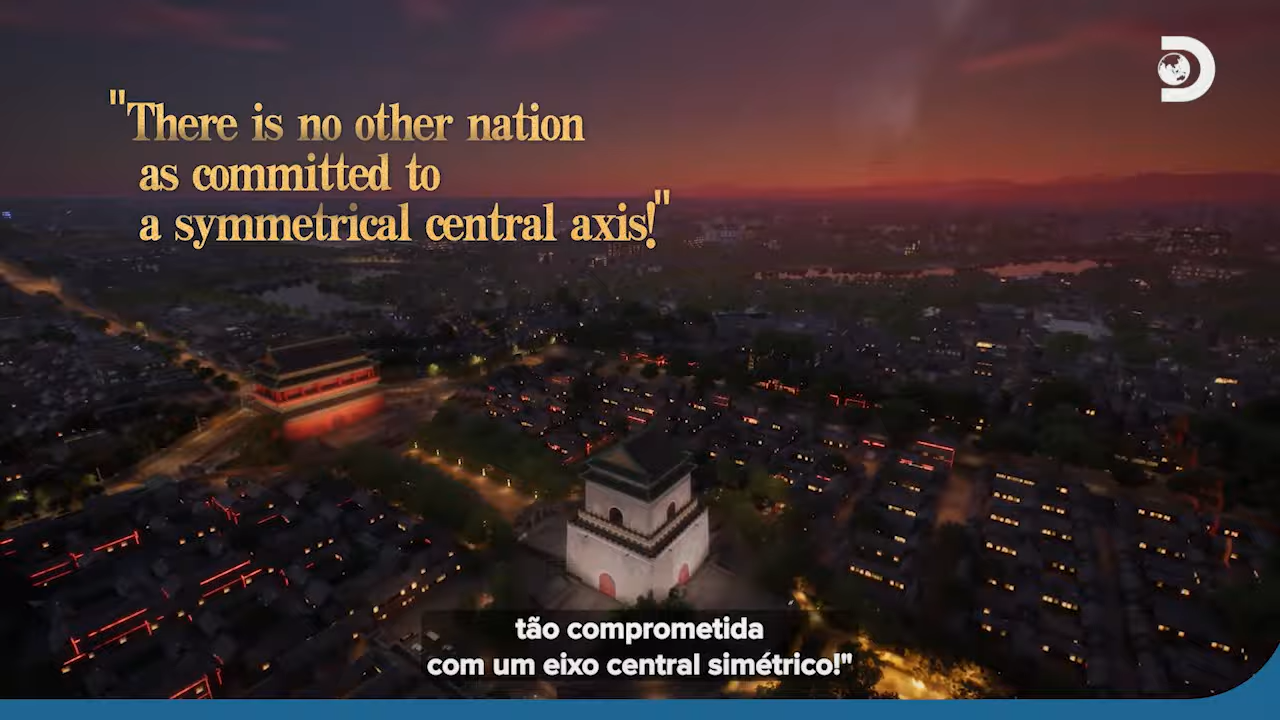 "There is no other nation
as committed to
a symmetrical central axis!"
tão comprometida
com um eixo central simétrico!"